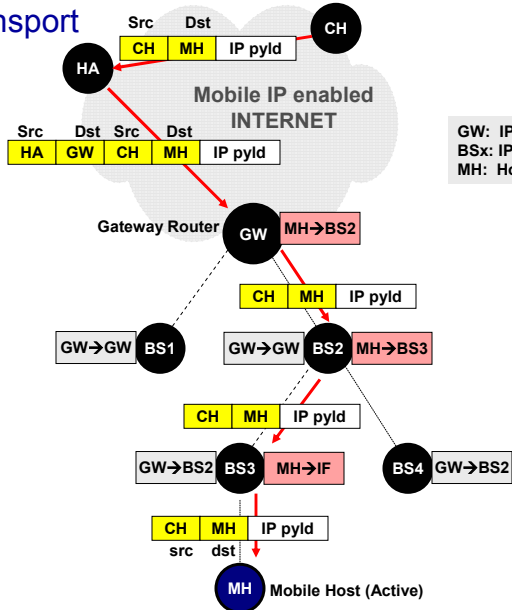 nsport
Src Dst
CH MH IP pyld
CH
HA
Mobile IP enabled
INTERNET
Src Dst Src Dst
HA GW CH MH IP pyld
GW: IP
BSx: IP
MH: Ho
Gateway Router
GW
MH→BS2
CH MH IP pyld
GW→GW BS1
GW→GW BS2 MH→BS3
CH MH IP pyld
GW→BS2 BS3 MH→IF
BS4 GW→BS2
CH MH IP pyld
src dst
MH Mobile Host (Active)